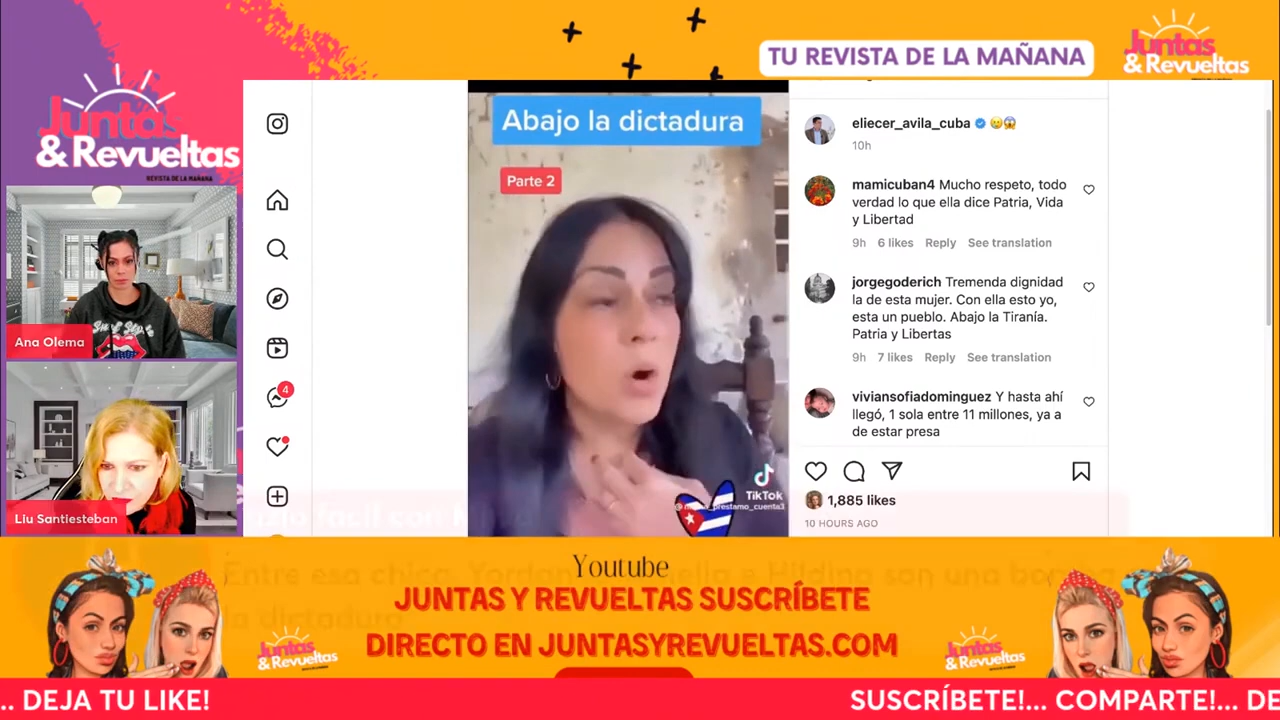 TU REVISTA DE LA MAÑANA
Juntas
& Revueltas
Juntas
& Revueltas
REVISTA DE LA MAÑANA
Abajo la dictadura
Parte 2
eliecer_avila_cuba
10h
mamicuban4 Mucho respeto, todo
verdad lo que ella dice Patria, Vida
y Libertad
9h 6 likes Reply See translation
jorgegoderich Tremenda dignidad
la de esta mujer. Con ella esto yo,
esta un pueblo. Abajo la Tiranía.
Patria y Libertas
9h 7 likes Reply See translation
viviansofiadominguez Y hasta ahí
llegó, 1 sola entre 11 millones, ya a
de estar presa
1,885 likes
10 HOURS AGO
4
Ana Olema
Liu Santiesteban
TikTok
Youtube
JUNTAS Y REVUELTAS SUSCRÍBETE
DIRECTO EN JUNTASYREVUELTAS.COM
Juntas
& Revueltas
Juntas
& Revueltas
la dictadura
... DEJA TU LIKE!
SUSCRÍBETE!... COMPARTE!... DE